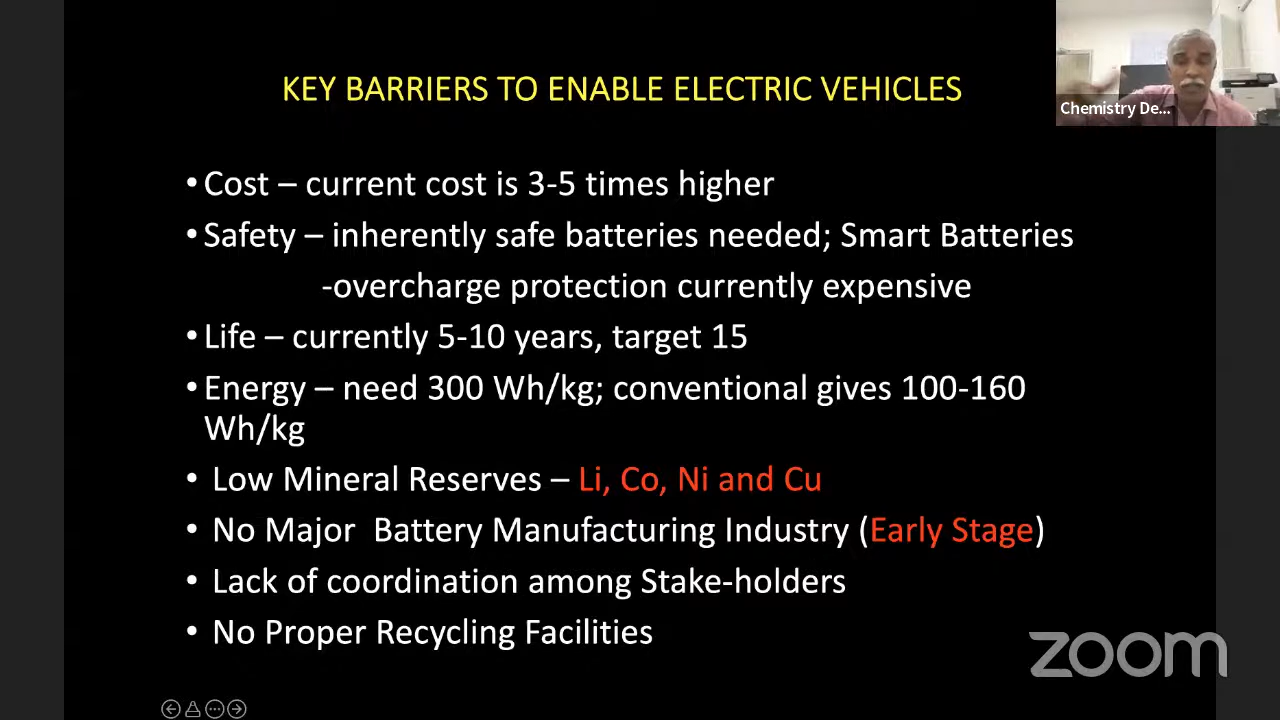 KEY BARRIERS TO ENABLE ELECTRIC VEHICLES
Chemistry De...
•Cost – current cost is 3-5 times higher
•Safety – inherently safe batteries needed; Smart Batteries
-overcharge protection currently expensive
•Life – currently 5-10 years, target 15
•Energy – need 300 Wh/kg; conventional gives 100-160
Wh/kg
• Low Mineral Reserves – Li, Co, Ni and Cu
• No Major  Battery Manufacturing Industry (Early Stage)
• Lack of coordination among Stake-holders
• No Proper Recycling Facilities
zoom